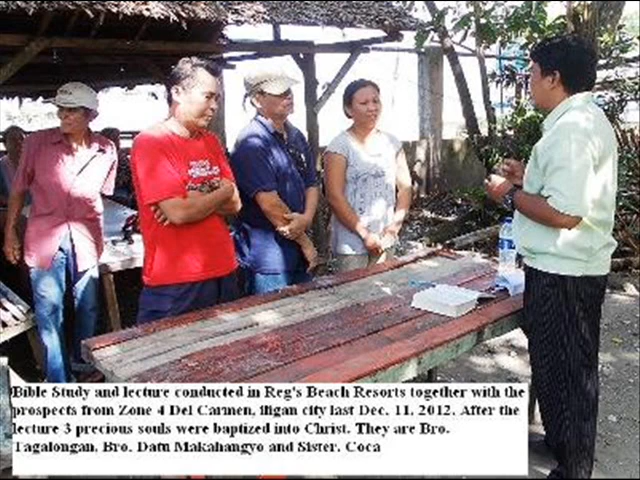 Bible Study and lecture conducted in Reg's Beach Resorts together with the
prospects from Zone 4 Del Carmen, iligan city last Dec. 11, 2012. After the
lecture 3 precious souls were baptized into Christ. They are Bro.
Tagalongan, Bro. Datu Makahangyo and Sister. Coca